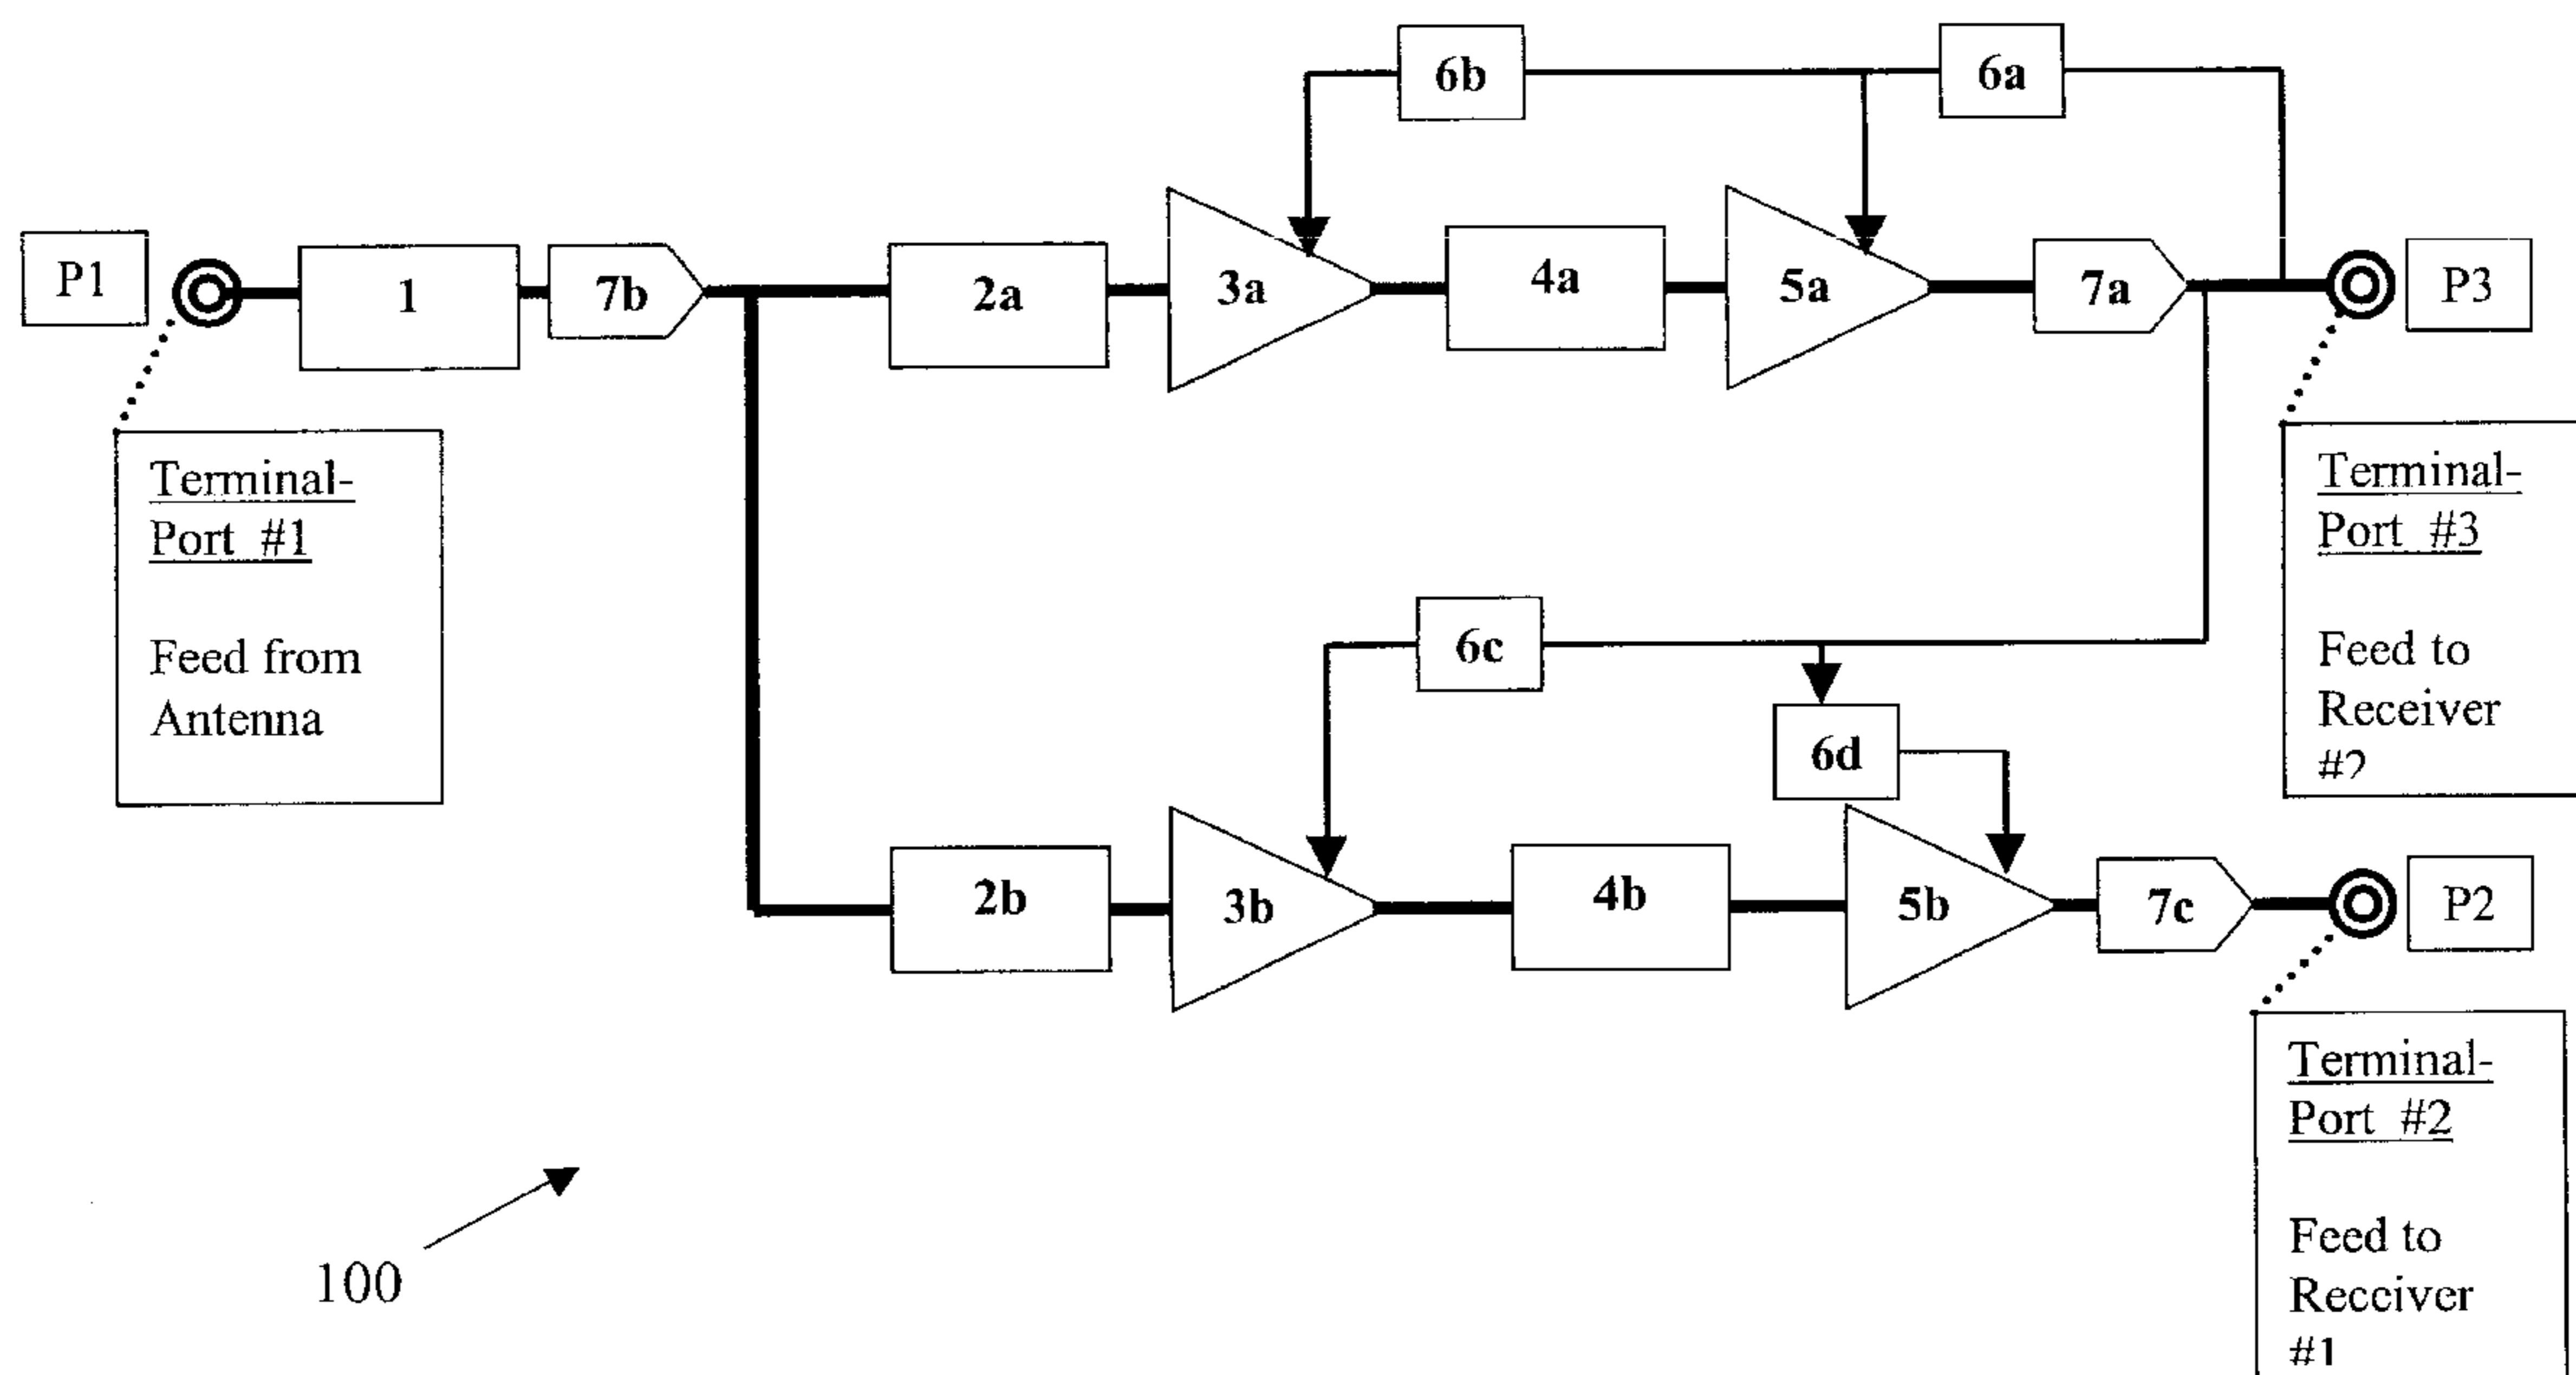 6b
6a
P1
1
7b
2a
3a
4a
5a
7a
P3
Terminal-
Port #1
Feed from
Antenna
Terminal-
Port #3
Feed to
Receiver
#2
6c
6d
2b
3b
4b
5b
7c
P2
Terminal-
Port #2
Feed to
Receiver
#1
100